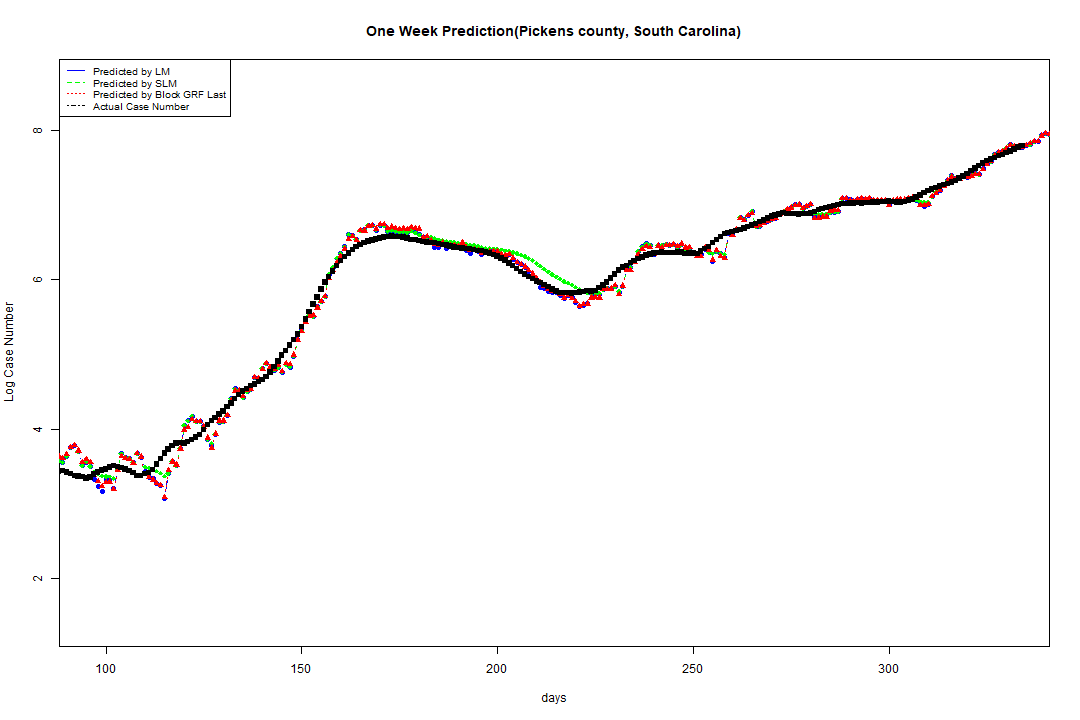 One Week Prediction(Pickens county, South Carolina)
Predicted by LM
Predicted by SLM
Predicted by Block GRF Last
Actual Case Number
8
6
4
2
Log Case Number
100 150 200 250 300
days